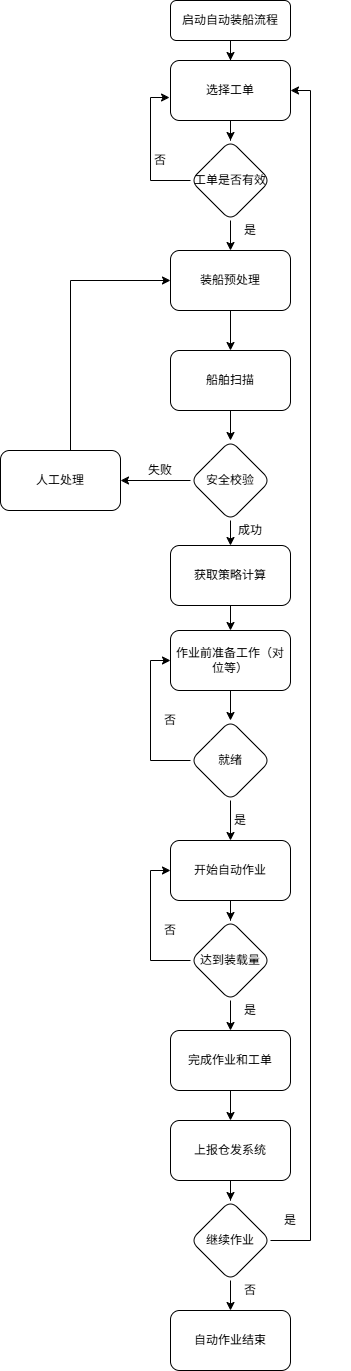 启动自动装船流程
选择工单
否
工单是否有效
是
装船预处理
船舶扫描
人工处理
失败
安全校验
成功
获取策略计算
作业前准备工作（对
位等）
否
就绪
是
开始自动作业
否
达到装载量
是
完成作业和工单
上报仓发系统
是
继续作业
否
自动作业结束